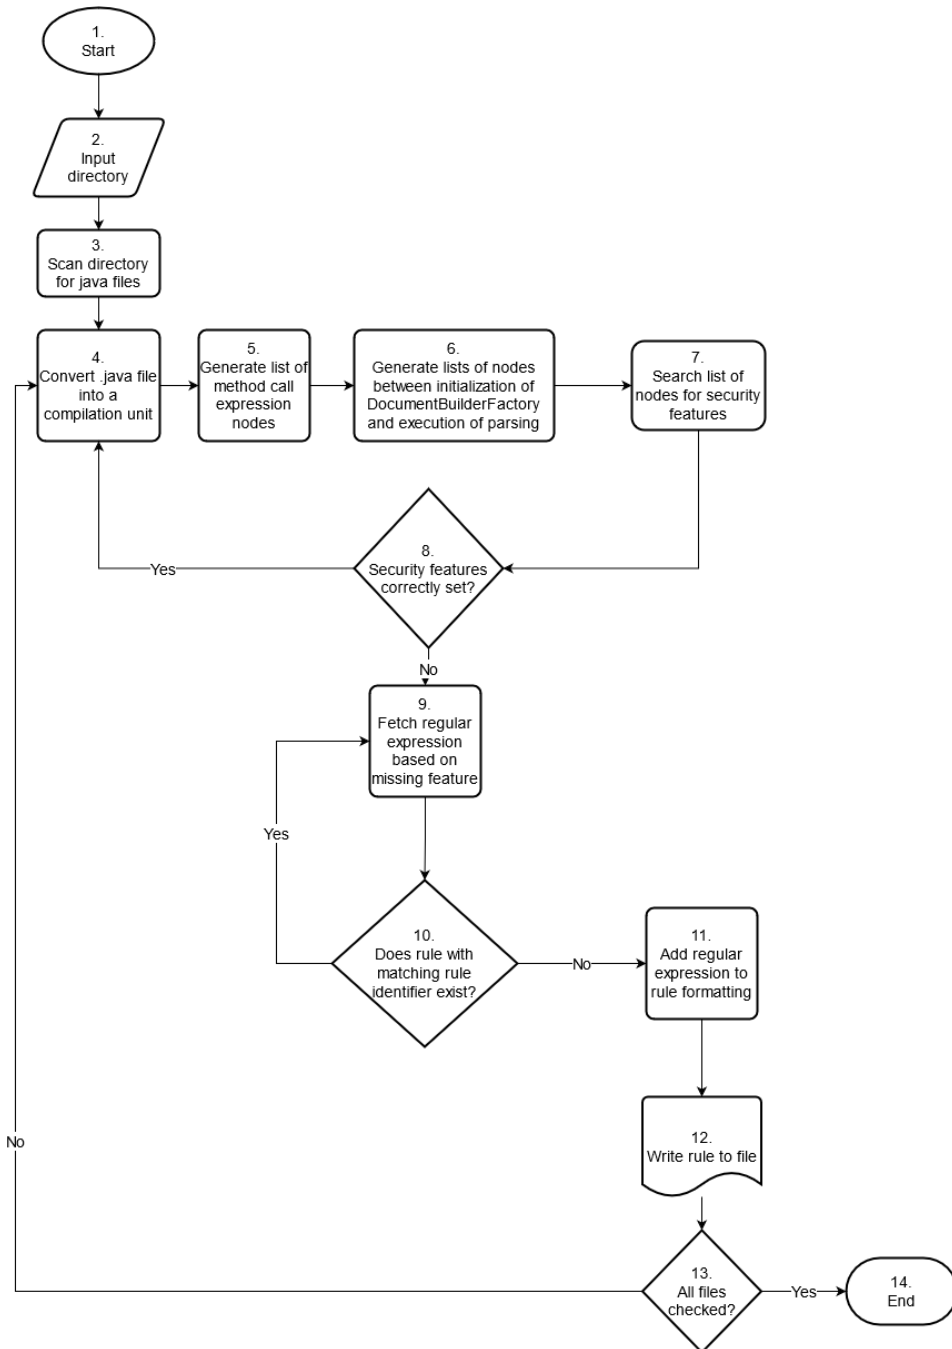 1.
Start
2.
Input
directory
3.
Scan directory
for java files
4.
Convert .java file
into a
compilation unit
5.
Generate list of
method call
expression
nodes
6.
Generate lists of nodes
between initialization of
DocumentBuilderFactory
and execution of parsing
7.
Search list of
nodes for security
features
8.
Security features
correctly set?
Yes
No
9.
Fetch regular
expression
based on
missing feature
Yes
10.
Does rule with
matching rule
identifier exist?
No
11.
Add regular
expression to
rule formatting
12.
Write rule to file
No
13.
All files
checked?
Yes
14.
End